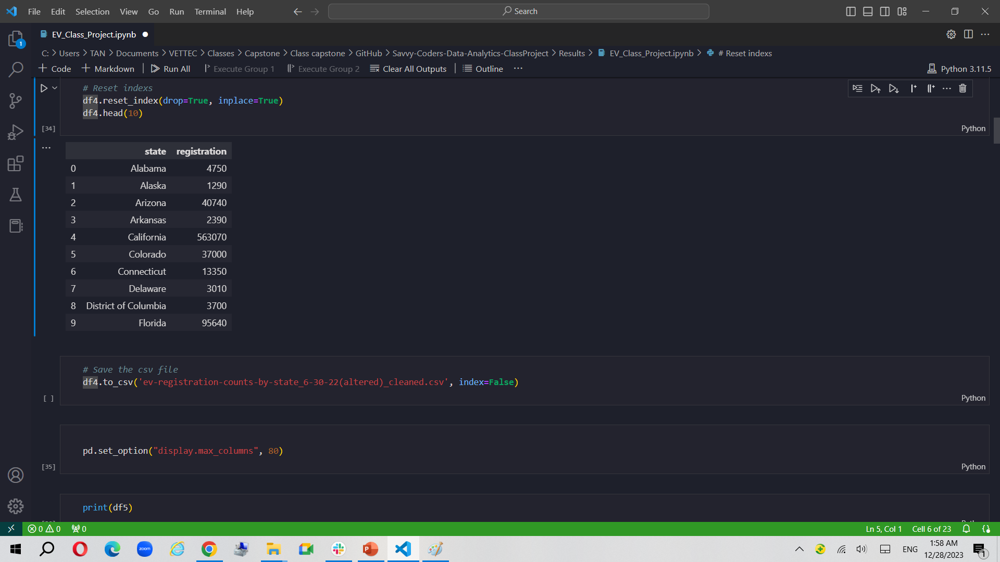 File Edit Selection View Go Run Terminal Help Search
EV_Class_Project.ipynb
C: > Users > TAN > Documents > VETTEC > Classes > Capstone > Class capstone > GitHub > Savvy-Coders-Data-Analytics-ClassProject > Results > EV_Class_Project.ipynb > # Reset indexs
+ Code + Markdown | Run All Execute Group 1 Execute Group 2 Clear All Outputs | Outline ... Python 3.11.5
# Reset indexs
df4.reset_index(drop=True, inplace=True)
df4.head(10)
[34] Python
state registration
0 Alabama 4750
1 Alaska 1290
2 Arizona 40740
3 Arkansas 2390
4 California 563070
5 Colorado 37000
6 Connecticut 13350
7 Delaware 3010
8 District of Columbia 3700
9 Florida 95640
# Save the csv file
df4.to_csv('ev-registration-counts-by-state_6-30-22(altered)_cleaned.csv', index=False)
[ ] Python
pd.set_option("display.max_columns", 80)
[35] Python
print(df5)
0 0 0 Ln 5, Col 1 Cell 6 of 23
zoom
ENG
1:58 AM
12/28/2023
1